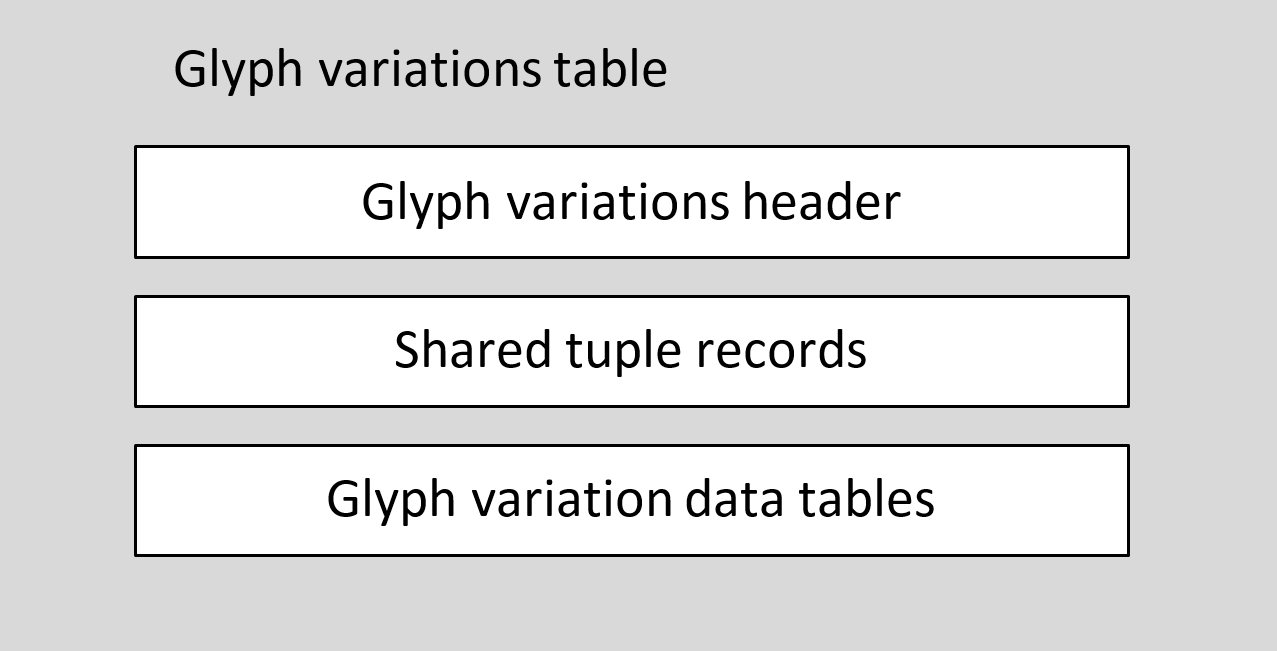 Glyph variations table
Glyph variations header
Shared tuple records
Glyph variation data tables